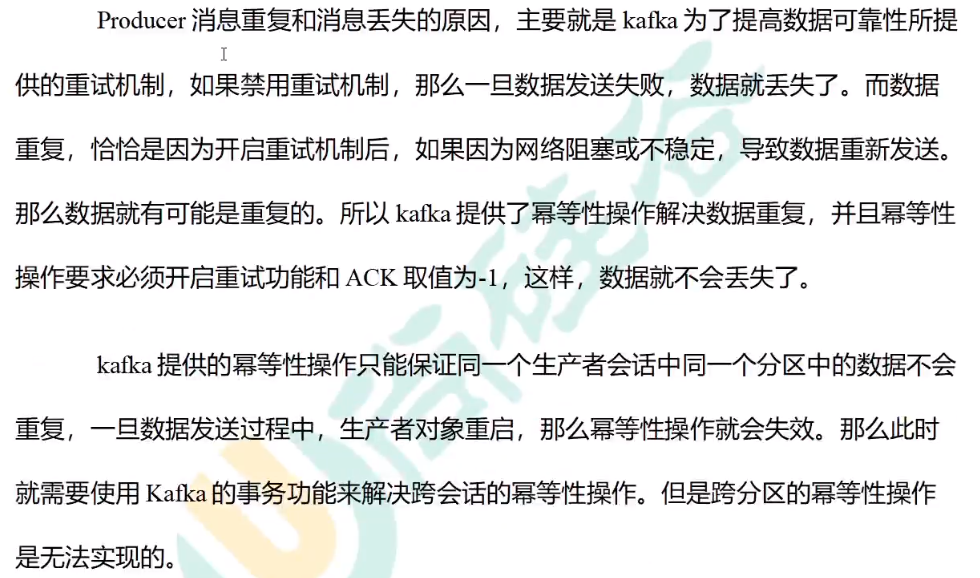 Producer 消息重复和消息丢失的原因，主要就是 kafka 为了提高数据可靠性所提
供的重试机制，如果禁用重试机制，那么一旦数据发送失败，数据就丢失了。而数据
重复，恰恰是因为开启重试机制后，如果因为网络阻塞或不稳定，导致数据重新发送。
那么数据就有可能是重复的。所以 kafka 提供了幂等性操作解决数据重复，并且幂等性
操作要求必须开启重试功能和 ACK 取值为-1，这样，数据就不会丢失了。
kafka 提供的幂等性操作只能保证同一个生产者会话中同一个分区中的数据不会
重复，一旦数据发送过程中，生产者对象重启，那么幂等性操作就会失效。那么此时
就需要使用 Kafka 的事务功能来解决跨会话的幂等性操作。但是跨分区的幂等性操作
是无法实现的。
尚硅谷